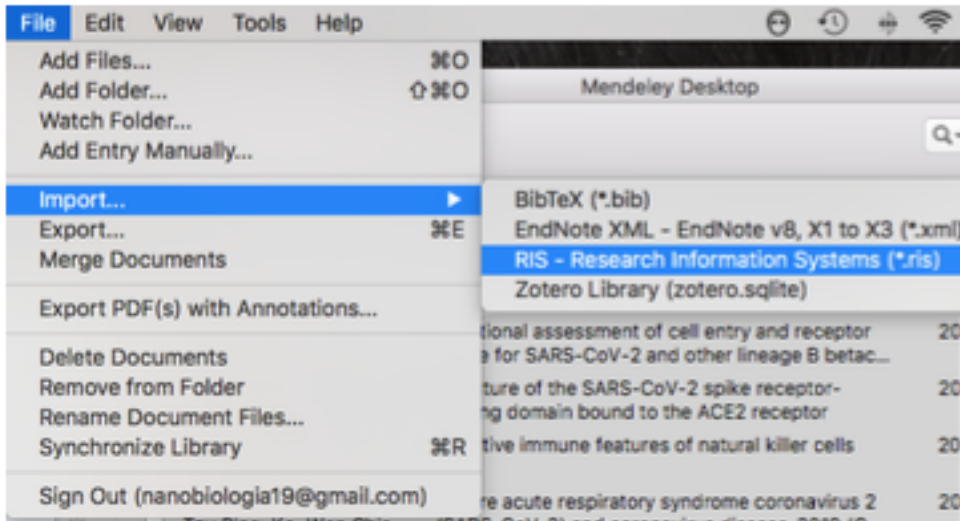 File Edit View Tools Help
Add Files... ⌘O
Add Folder... ⇧⌘O
Watch Folder...
Add Entry Manually...
Import...
Export... ⌘E
Merge Documents
Export PDF(s) with Annotations...
Delete Documents
Remove from Folder
Rename Document Files...
Synchronize Library ⌘R
Sign Out (nanobiologia19@gmail.com)
Mendeley Desktop
BibTeX (*.bib)
EndNote XML - EndNote v8, X1 to X3 (*.xml)
RIS - Research Information Systems (*.ris)
Zotero Library (zotero.sqlite)
tional assessment of cell entry and receptor 20
e for SARS-CoV-2 and other lineage B betac...
ture of the SARS-CoV-2 spike receptor- 20
ng domain bound to the ACE2 receptor
tive immune features of natural killer cells 20
re acute respiratory syndrome coronavirus 2 20